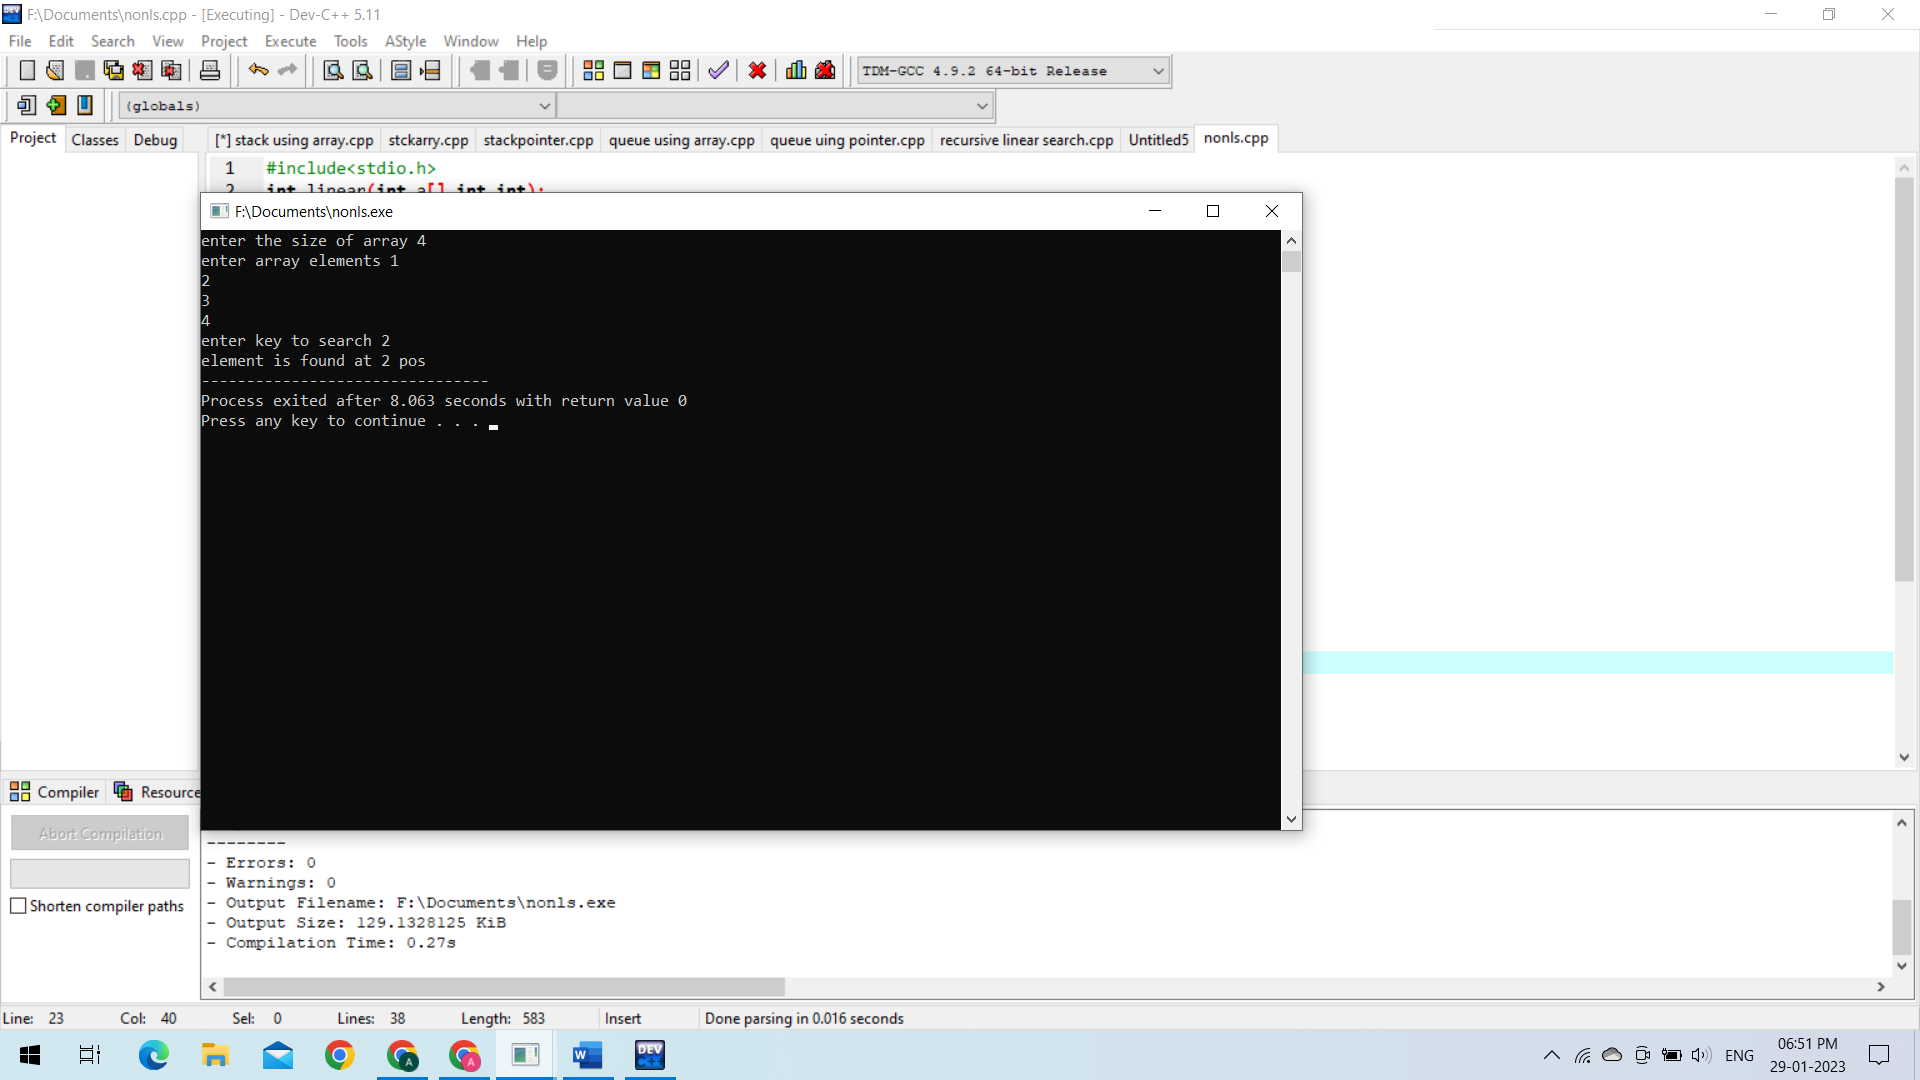 F:\Documents\nonls.cpp - [Executing] - Dev-C++ 5.11
File Edit Search View Project Execute Tools AStyle Window Help
TDM-GCC 4.9.2 64-bit Release
(globals)
Project Classes Debug
[*] stack using array.cpp stckarry.cpp stackpointer.cpp queue using array.cpp queue uing pointer.cpp recursive linear search.cpp Untitled5 nonls.cpp
1 #include<stdio.h>
2 int linear(int a[],int,int);
F:\Documents\nonls.exe
enter the size of array 4
enter array elements 1
2
3
4
enter key to search 2
element is found at 2 pos
--------------------------------
Process exited after 8.063 seconds with return value 0
Press any key to continue . . .
Compiler Resource
Abort Compilation
Shorten compiler paths
--------
- Errors: 0
- Warnings: 0
- Output Filename: F:\Documents\nonls.exe
- Output Size: 129.1328125 KiB
- Compilation Time: 0.27s
Line: 23 Col: 40 Sel: 0 Lines: 38 Length: 583 Insert Done parsing in 0.016 seconds
A A W DEV C++ ENG 06:51 PM
29-01-2023